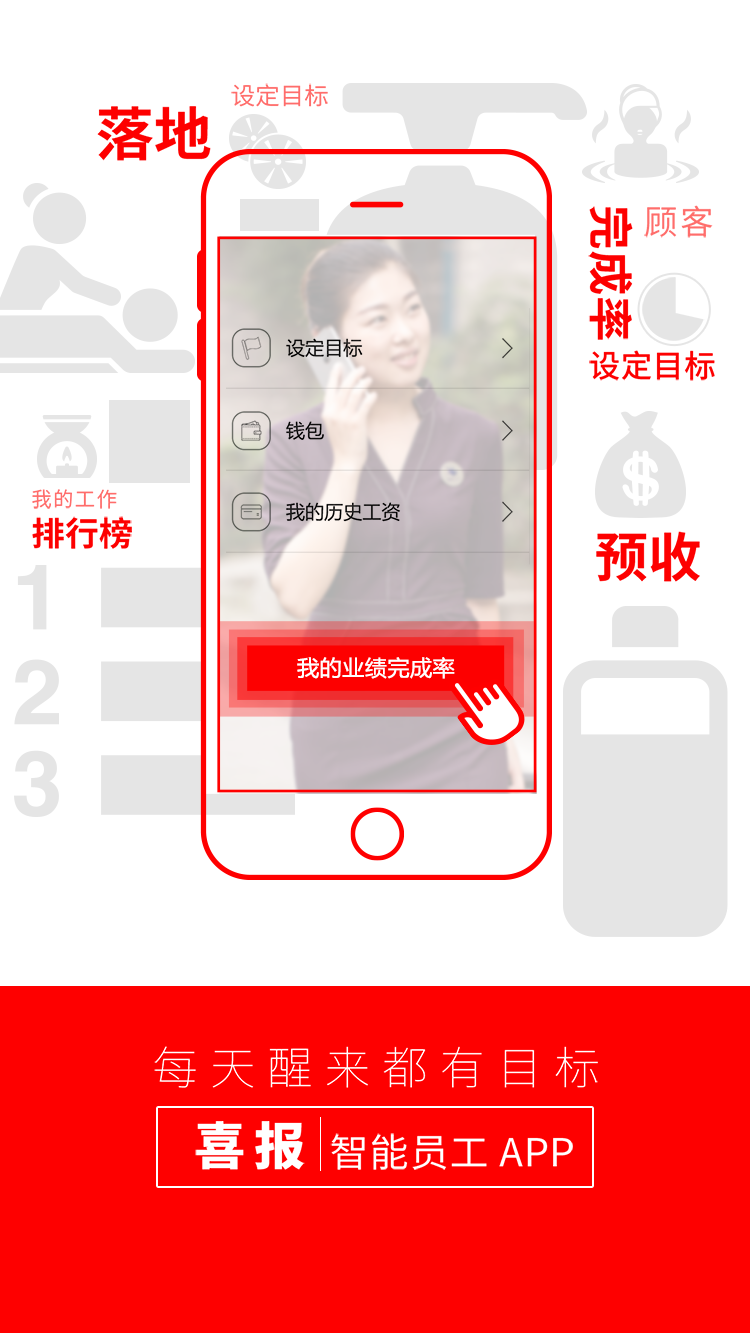 设定目标
落地
顾客
完成率
设定目标
设定目标
钱包
我的工作
排行榜
我的历史工资
预收
1
2
3
我的业绩完成率
每天醒来都有目标
喜报 智能员工 APP